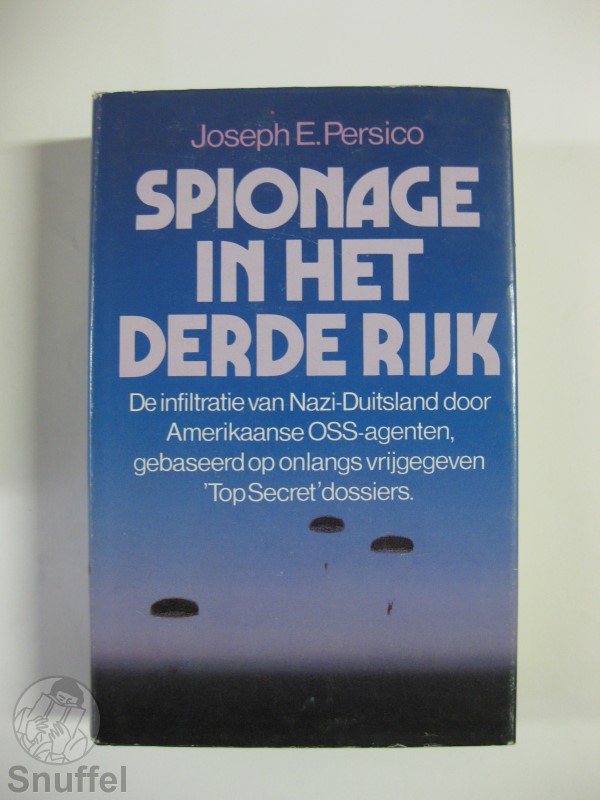 Joseph E. Persico
SPIONAGE
IN HET
DERDE RIJK
De infiltratie van Nazi-Duitsland door
Amerikaanse OSS-agenten,
gebaseerd op onlangs vrijgegeven
'Top Secret' dossiers.
Snuffel